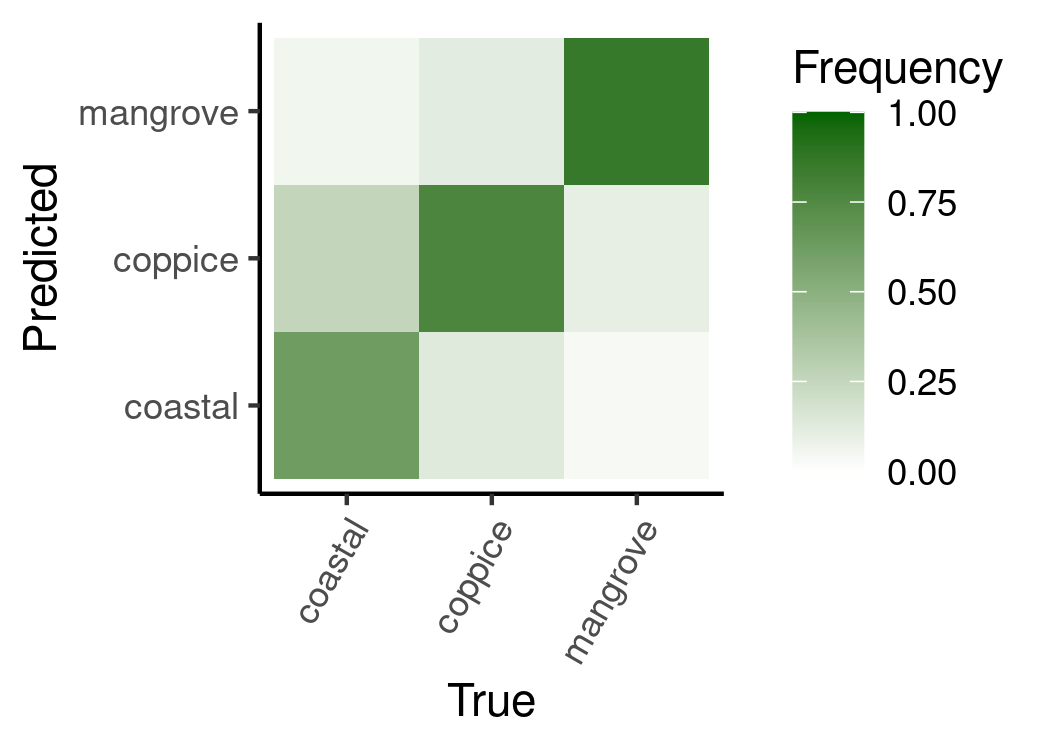 Predicted
mangrove
coppice
coastal
coastal
coppice
mangrove
True
Frequency
1.00
0.75
0.50
0.25
0.00